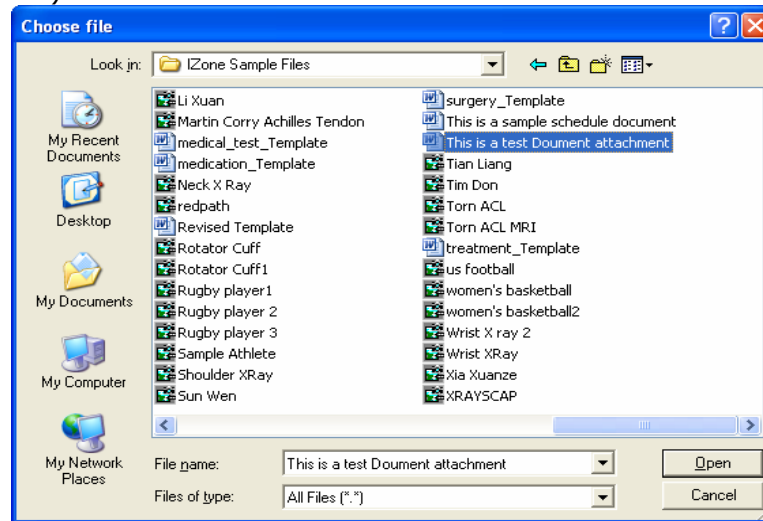 Choose file
Look in: IZone Sample Files
My Recent Documents
Desktop
My Documents
My Computer
My Network Places
Li Xuan
Martin Corry Achilles Tendon
medical_test_Template
medication_Template
Neck X Ray
redpath
Revised Template
Rotator Cuff
Rotator Cuff1
Rugby player1
Rugby player 2
Rugby player 3
Sample Athlete
Shoulder XRay
Sun Wen
surgery_Template
This is a sample schedule document
This is a test Doument attachment
Tian Liang
Tim Don
Torn ACL
Torn ACL MRI
treatment_Template
us football
women's basketball
women's basketball2
Wrist X ray 2
Wrist XRay
Xia Xuanze
XRAYSCAP
File name: This is a test Doument attachment Open
Files of type: All Files (*.*) Cancel